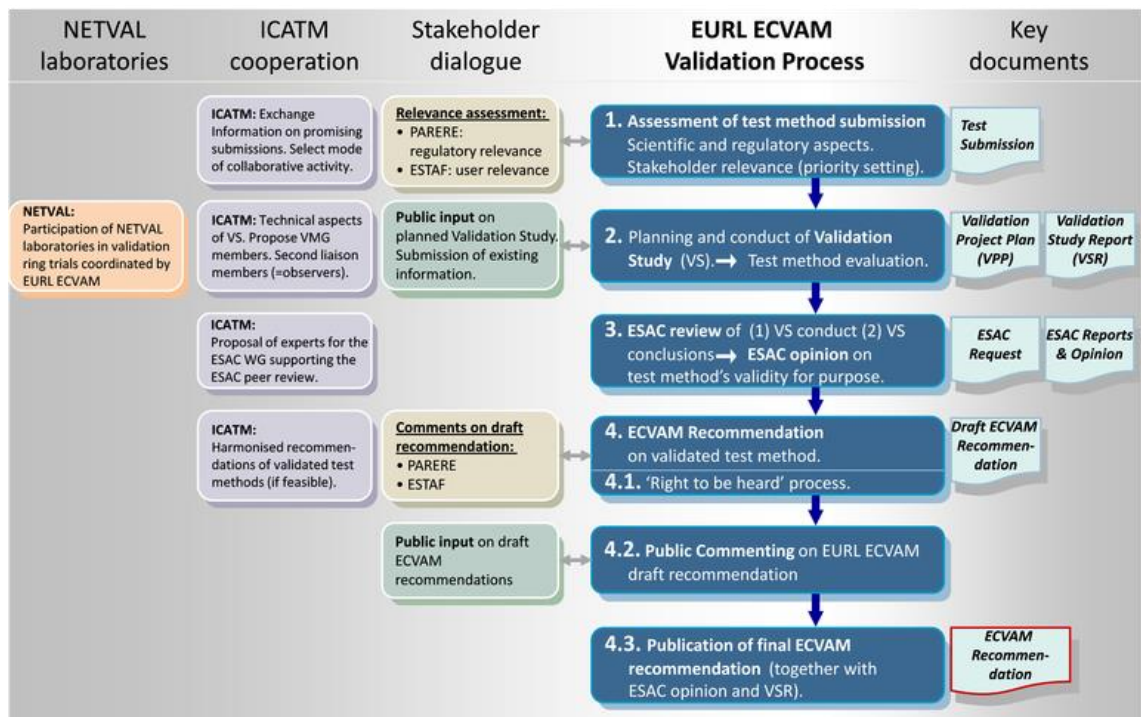 NETVAL
laboratories
ICATM
cooperation
Stakeholder
dialogue
EURL ECVAM
Validation Process
Key
documents
ICATM: Exchange
Information on promising
submissions. Select mode
of collaborative activity.
Relevance assessment:
• PARERE:
regulatory relevance
• ESTAF: user relevance
1. Assessment of test method submission
Scientific and regulatory aspects.
Stakeholder relevance (priority setting).
Test
Submission
NETVAL:
Participation of NETVAL
laboratories in validation
ring trials coordinated by
EURL ECVAM
ICATM: Technical aspects
of VS. Propose VMG
members. Second liaison
members (=observers).
Public input on
planned Validation Study.
Submission of existing
information.
2. Planning and conduct of Validation
Study (VS).→ Test method evaluation.
Validation
Project Plan
(VPP)
Validation
Study Report
(VSR)
ICATM:
Proposal of experts for the
ESAC WG supporting the
ESAC peer review.
3. ESAC review of (1) VS conduct (2) VS
conclusions→ ESAC opinion on
test method's validity for purpose.
ESAC
Request
ESAC Reports
& Opinion
ICATM:
Harmonised recommen-
dations of validated test
methods (if feasible).
Comments on draft
recommendation:
• PARERE
• ESTAF
4. ECVAM Recommendation
on validated test method.
4.1. 'Right to be heard' process.
Draft ECVAM
Recommen-
dation
Public input on draft
ECVAM
recommendations
4.2. Public Commenting on EURL ECVAM
draft recommendation
4.3. Publication of final ECVAM
recommendation (together with
ESAC opinion and VSR).
ECVAM
Recommen-
dation